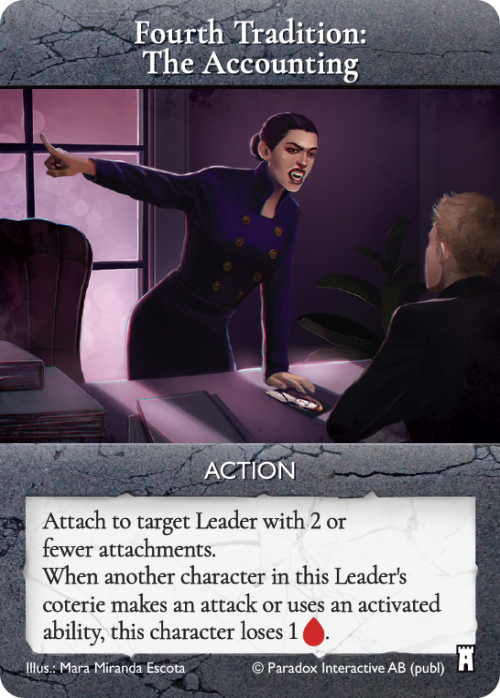 Fourth Tradition:
The Accounting
ACTION
Attach to target Leader with 2 or
fewer attachments.
When another character in this Leader's
coterie makes an attack or uses an activated
ability, this character loses 1 .
Illus.: Mara Miranda Escota © Paradox Interactive AB (publ)